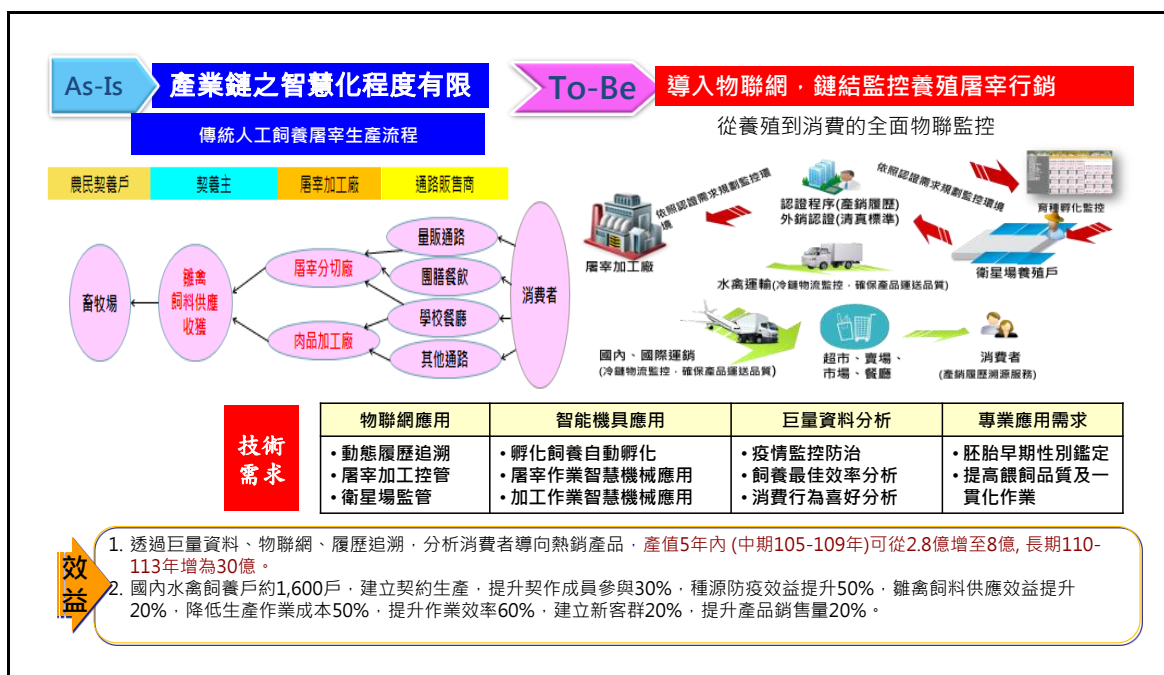 As-Is
產業鏈之智慧化程度有限
傳統人工飼養屠宰生產流程
農民契養戶
契養主
屠宰加工廠
通路販售商
畜牧場
雛禽
飼料供應
收獲
屠宰分切廠
肉品加工廠
量販通路
團膳餐飲
學校餐廳
其他通路
消費者
To-Be
導入物聯網，鏈結監控養殖屠宰行銷
從養殖到消費的全面物聯監控
依照認證需求規劃監控環
境
屠宰加工廠
認證程序(產銷履歷)
外銷認證(清真標準)
依照認證需求規劃監控環境
育種孵化監控
衛星場養殖戶
水禽運輸(冷鏈物流監控，確保產品運送品質)
國內、國際運銷
(冷鏈物流監控，確保產品運送品質)
超市、賣場、
市場、餐廳
消費者
(產銷履歷溯源服務)
技術
需求
物聯網應用
• 動態履歷追溯
• 屠宰加工控管
• 衛星場監管
智能機具應用
• 孵化飼養自動孵化
• 屠宰作業智慧機械應用
• 加工作業智慧機械應用
巨量資料分析
• 疫情監控防治
• 飼養最佳效率分析
• 消費行為喜好分析
專業應用需求
• 胚胎早期性別鑑定
• 提高餵飼品質及一
貫化作業
效
益
1. 透過巨量資料、物聯網、履歷追溯，分析消費者導向熱銷產品，產值5年內 (中期105-109年)可從2.8億增至8億, 長期110-
113年增為30億。
2. 國內水禽飼養戶約1,600戶，建立契約生產，提升契作成員參與30%，種源防疫效益提升50%，雛禽飼料供應效益提升
20%，降低生產作業成本50%，提升作業效率60%，建立新客群20%，提升產品銷售量20%。